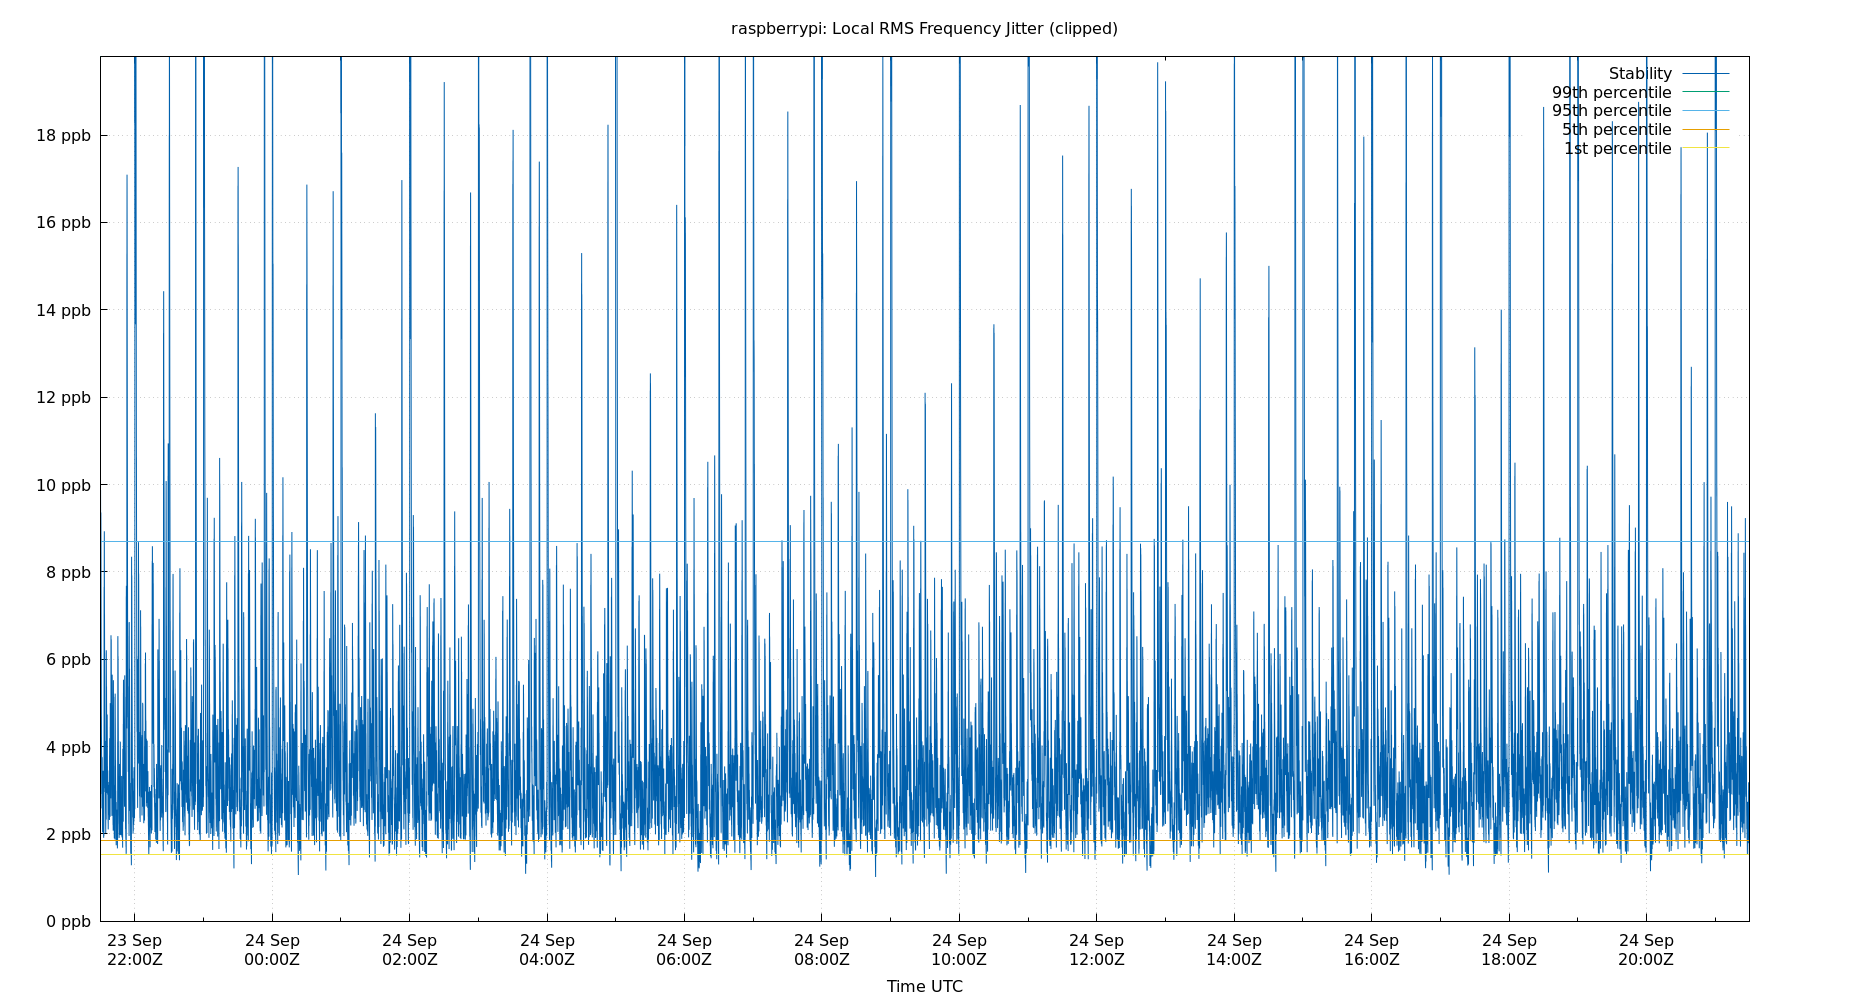 raspberrypi: Local RMS Frequency Jitter (clipped)
Stability
99th percentile
95th percentile
5th percentile
1st percentile
18 ppb
16 ppb
14 ppb
12 ppb
10 ppb
8 ppb
6 ppb
4 ppb
2 ppb
0 ppb
23 Sep 24 Sep 24 Sep 24 Sep 24 Sep 24 Sep 24 Sep 24 Sep 24 Sep 24 Sep 24 Sep 24 Sep
22:00Z 00:00Z 02:00Z 04:00Z 06:00Z 08:00Z 10:00Z 12:00Z 14:00Z 16:00Z 18:00Z 20:00Z
Time UTC